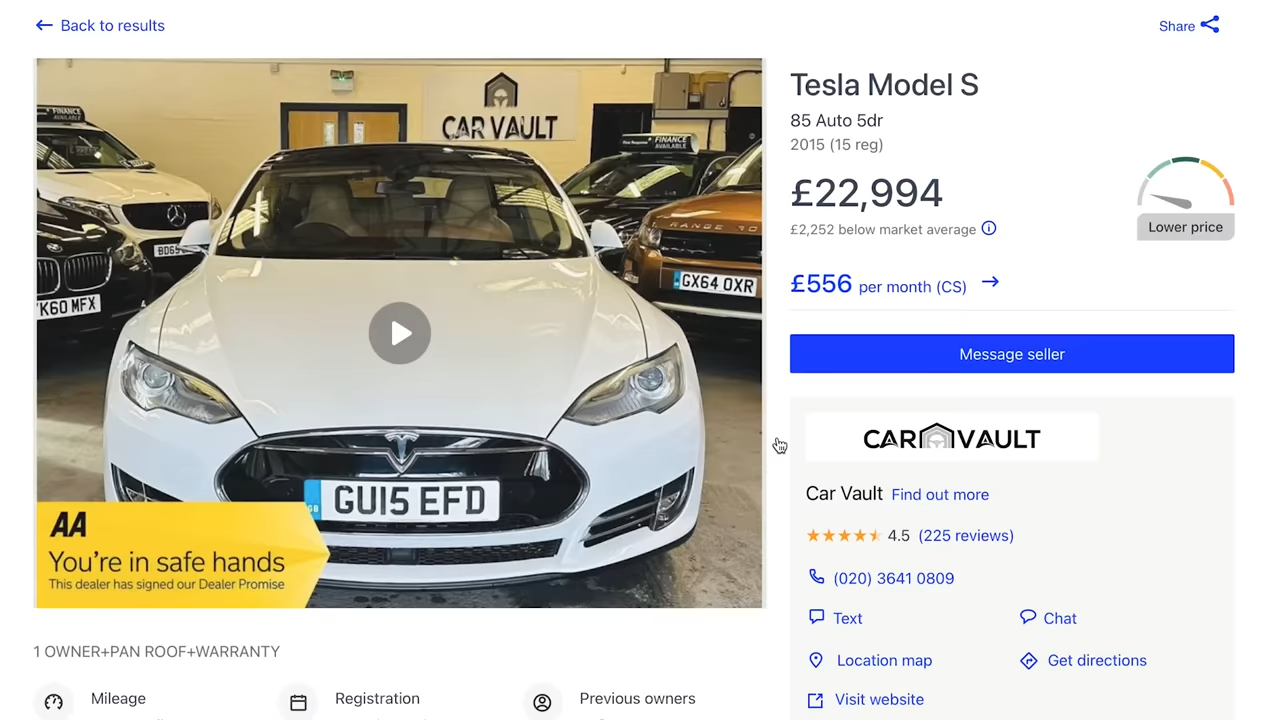 Back to results
Share
FINANCE
AVAILABLE
CAR VAULT
FINANCE
AVAILABLE
RANGE RO
BD65
K60 MFX
GX64 OXR
GU15 EFD
GB
AA
You're in safe hands
This dealer has signed our Dealer Promise
Tesla Model S
85 Auto 5dr
2015 (15 reg)
£22,994
£2,252 below market average
Lower price
£556 per month (CS)
Message seller
CAR VAULT
Car Vault Find out more
4.5 (225 reviews)
(020) 3641 0809
Text
Chat
Location map
Get directions
Visit website
1 OWNER+PAN ROOF+WARRANTY
Mileage
Registration
Previous owners